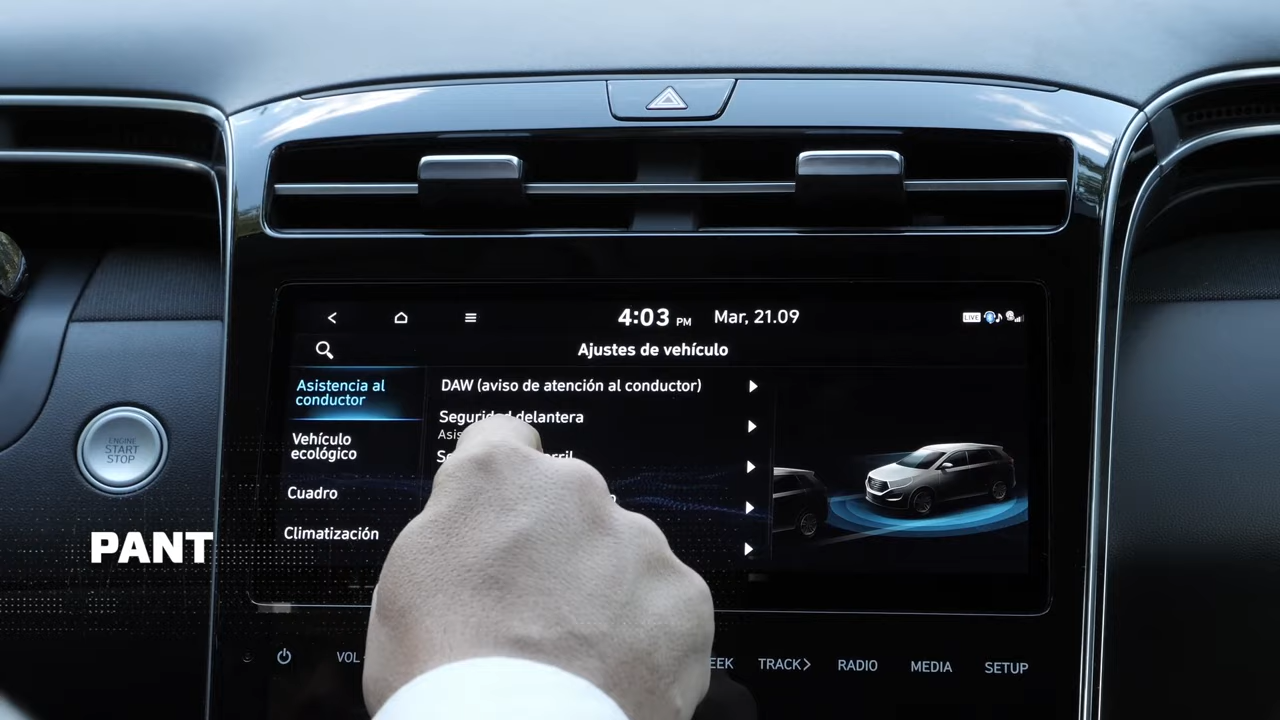 4:03 PM Mar, 21.09
LIVE
Ajustes de vehículo
Asistencia al
conductor
DAW (aviso de atención al conductor)
Seguridad delantera
Vehículo
ecológico
Cuadro
Climatización
ENGINE
START
STOP
PANT
VOL
TRACK>
RADIO
MEDIA
SETUP